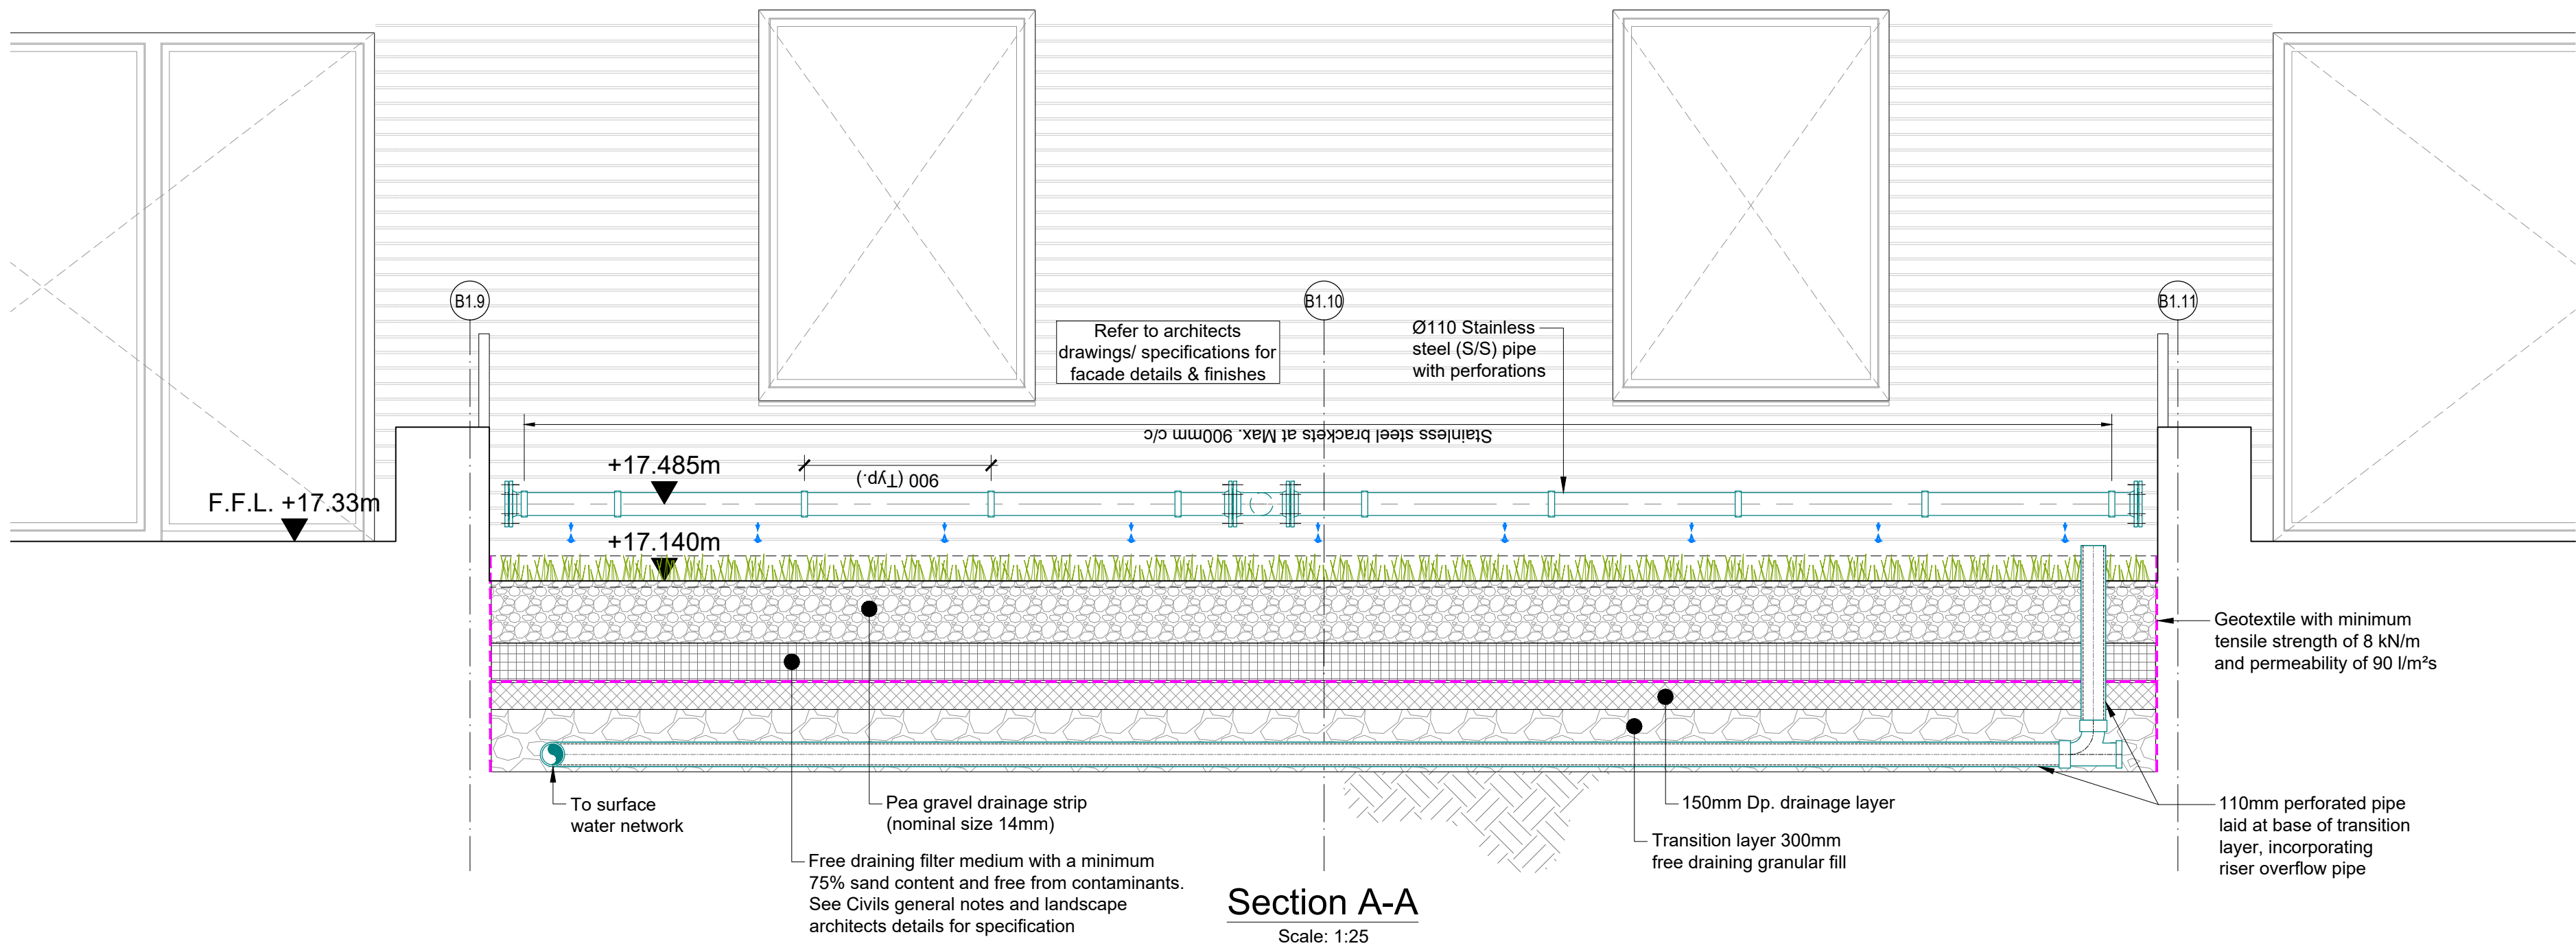 B1.9
B1.10
B1.11
Refer to architects
drawings/ specifications for
facade details & finishes
Ø110 Stainless
steel (S/S) pipe
with perforations
Stainless steel brackets at Max. 900mm c/c
+17.485m
900 (Typ.)
F.F.L. +17.33m
+17.140m
Geotextile with minimum
tensile strength of 8 kN/m
and permeability of 90 l/m²s
To surface
water network
Pea gravel drainage strip
(nominal size 14mm)
150mm Dp. drainage layer
110mm perforated pipe
laid at base of transition
layer, incorporating
riser overflow pipe
Transition layer 300mm
free draining granular fill
Free draining filter medium with a minimum
75% sand content and free from contaminants.
See Civils general notes and landscape
architects details for specification
Section A-A
Scale: 1:25